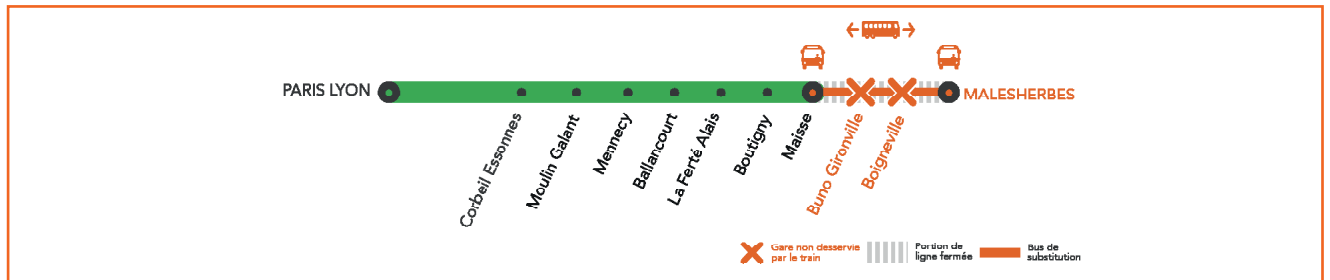 PARIS LYON
Corbeil Essonnes
Moulin Galant
Mennecy
Ballancourt
La Ferté Alais
Boutigny
Maisse
Buno Gironville
Boigneville
MALESHERBES
Gare non desservie
par le train
Portion de
ligne fermée
Bus de
substitution